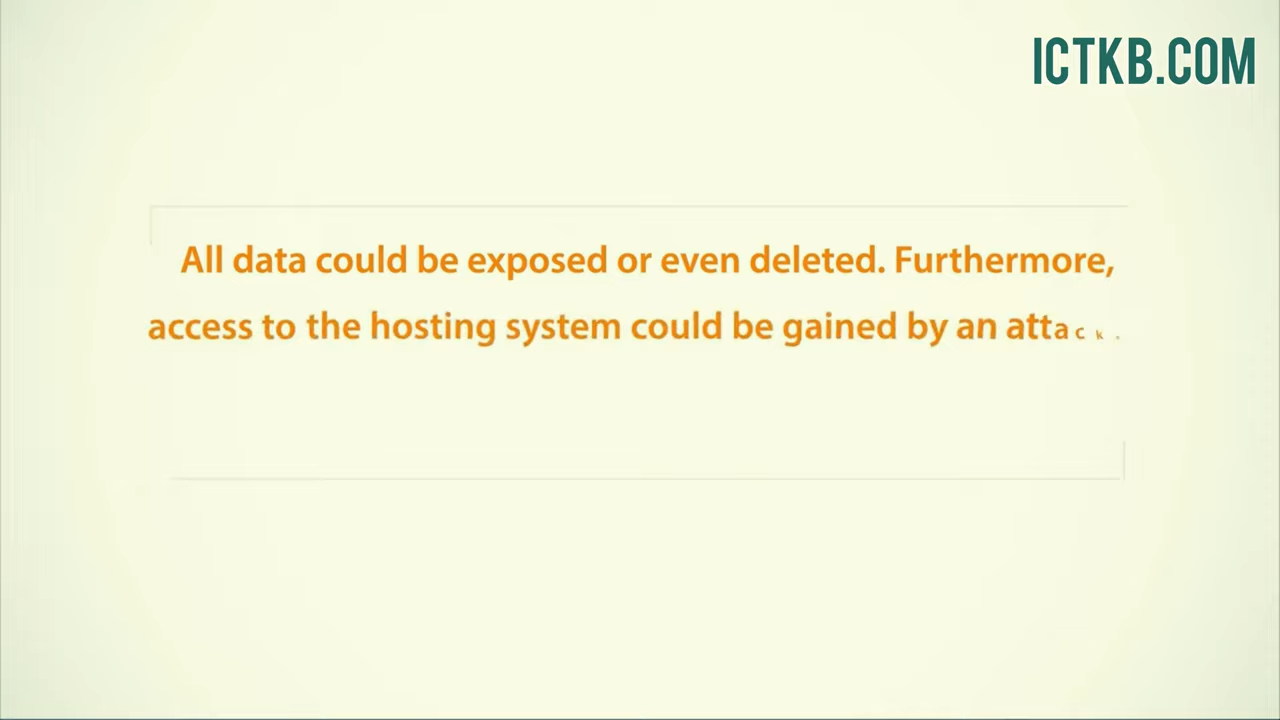 ICTKB.COM
All data could be exposed or even deleted. Furthermore,
access to the hosting system could be gained by an attack.